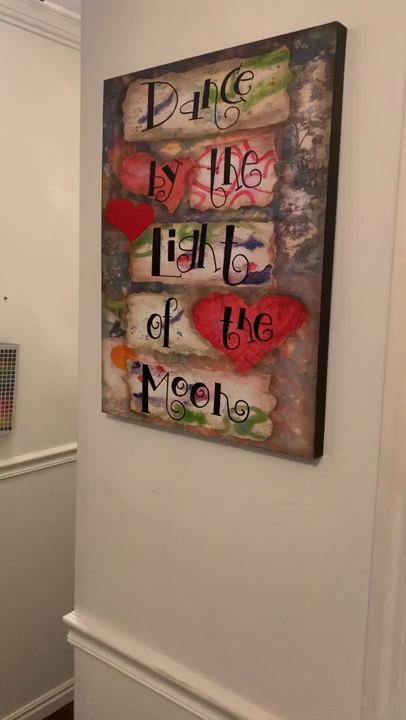 Dance
by the
Light
of the
Moon